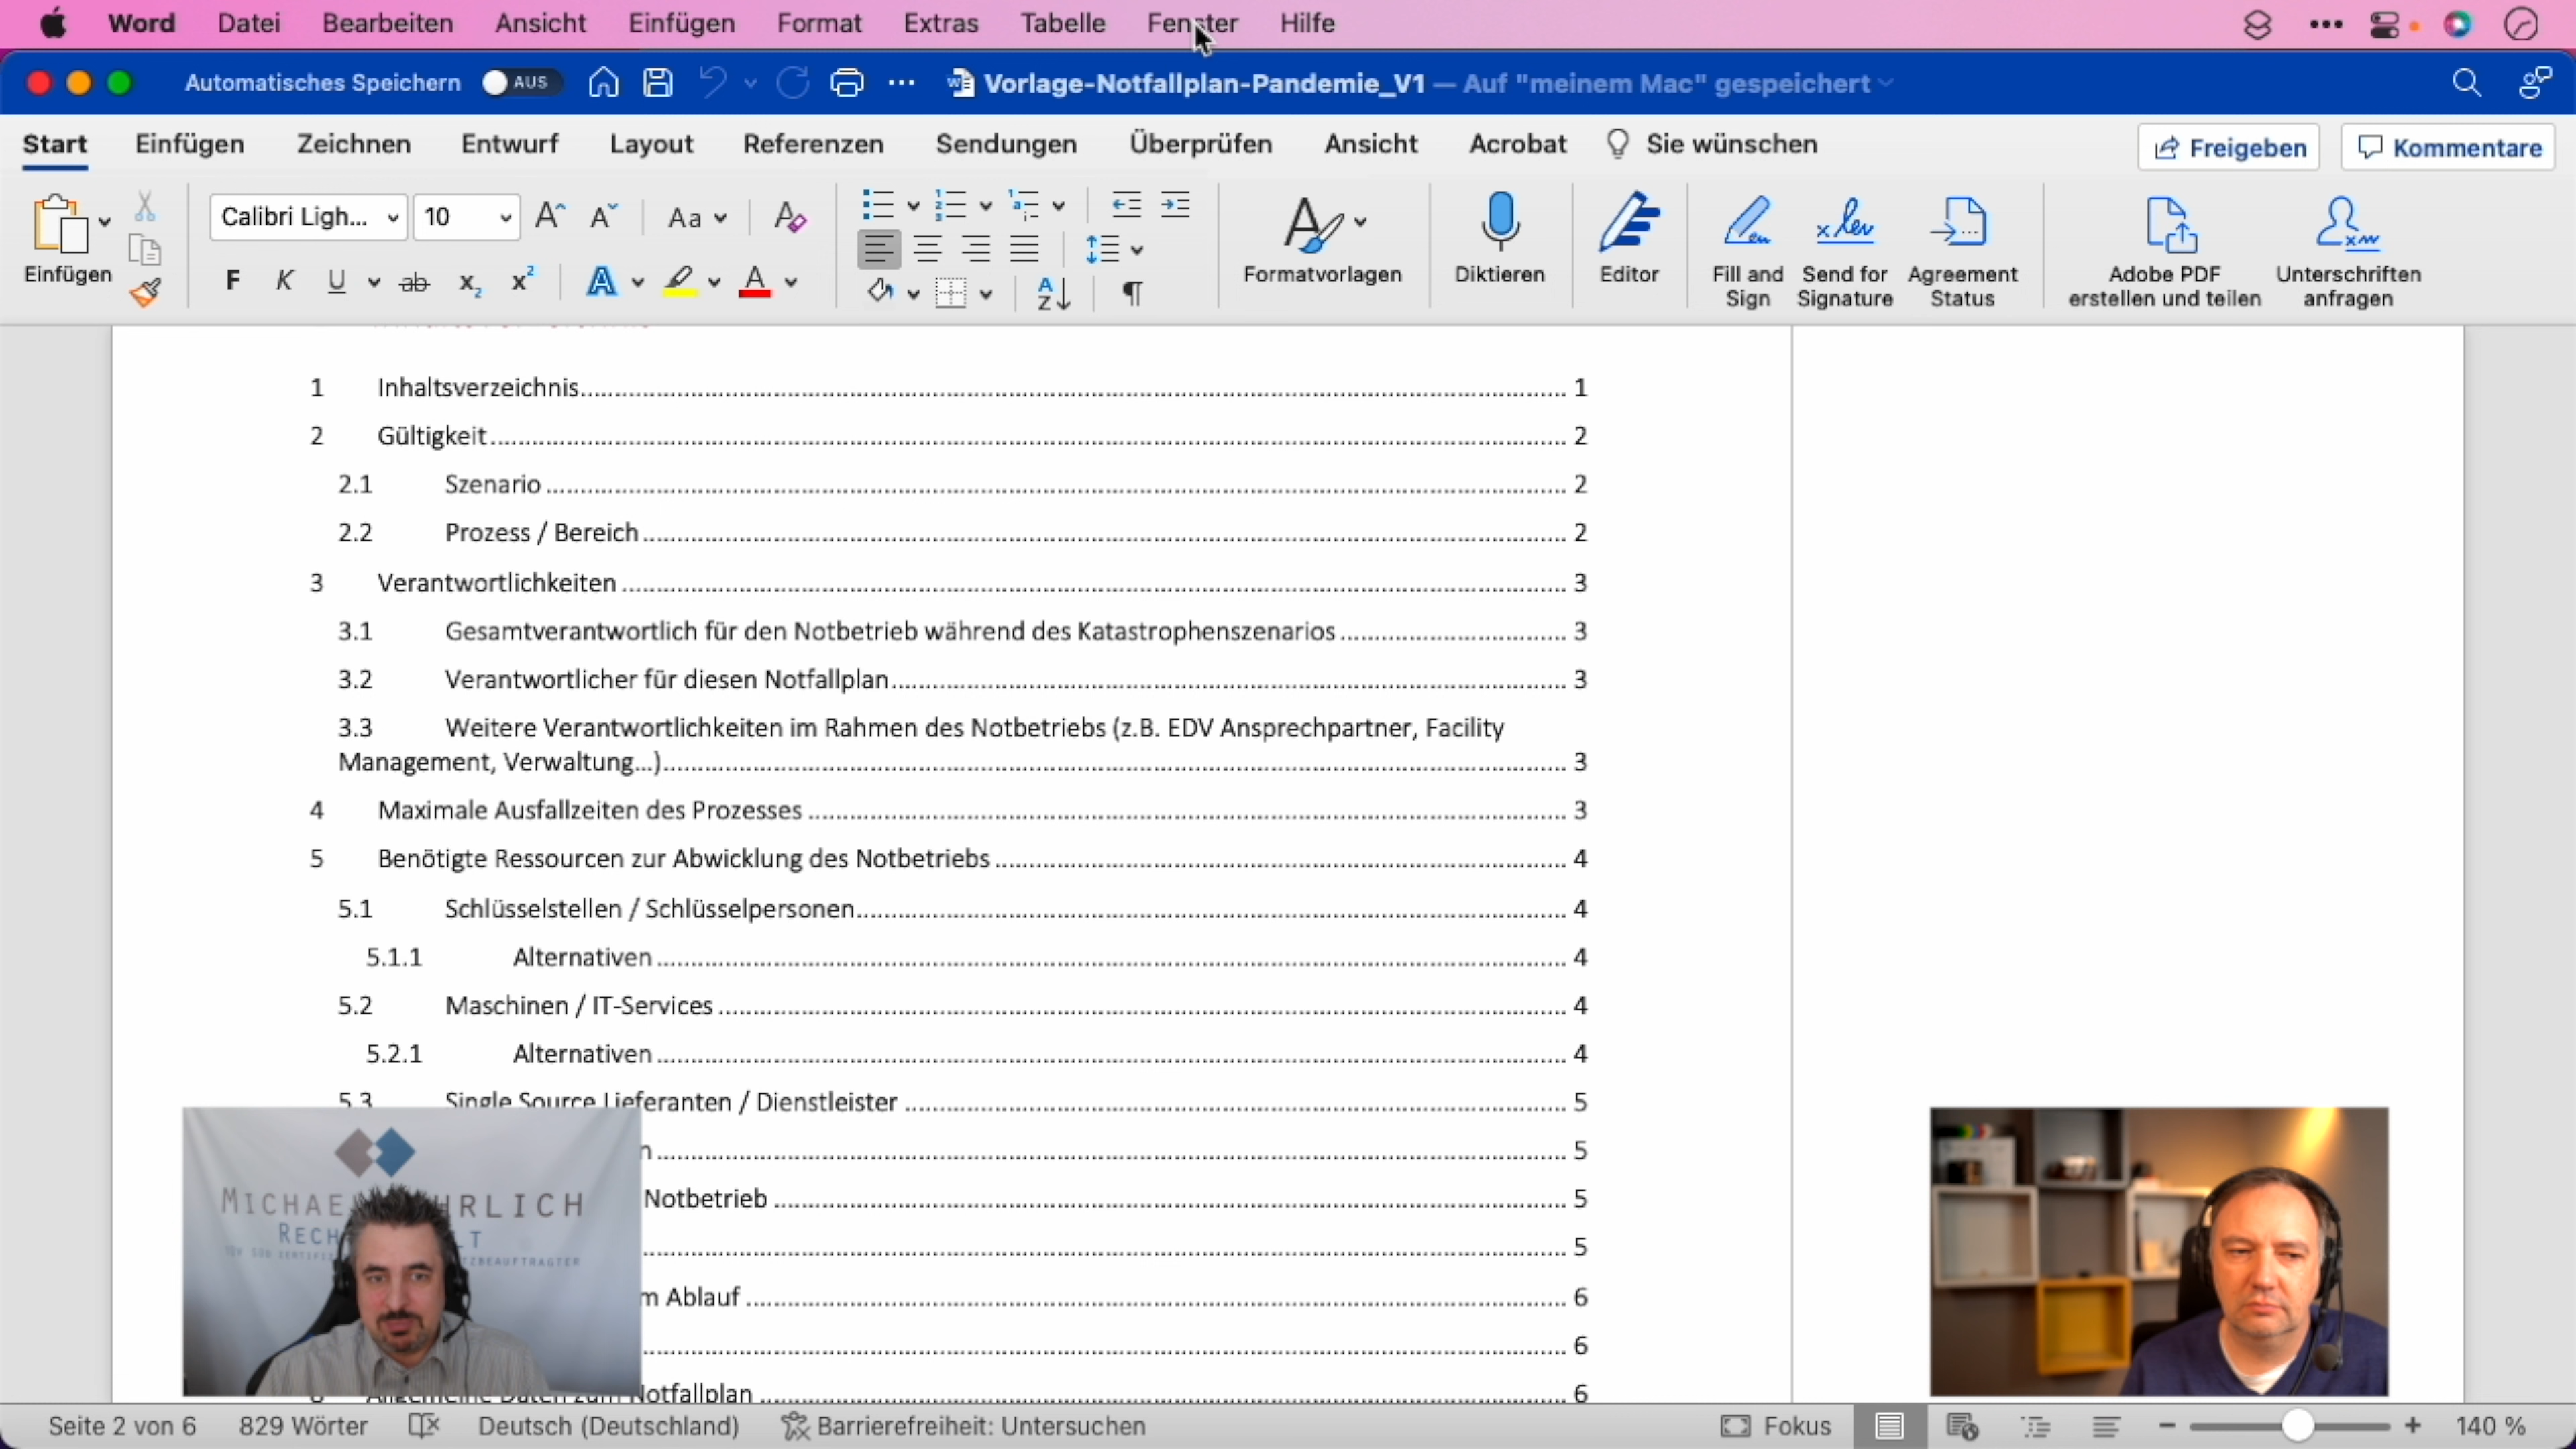 Word Datei Bearbeiten Ansicht Einfügen Format Extras Tabelle Fenster Hilfe
Automatisches Speichern AUS Vorlage-Notfallplan-Pandemie_V1 — Auf "meinem Mac" gespeichert
Start Einfügen Zeichnen Entwurf Layout Referenzen Sendungen Überprüfen Ansicht Acrobat Sie wünschen Freigeben Kommentare
Calibri Ligh... 10
Einfügen Formatvorlagen Diktieren Editor Fill and Sign Send for Signature Agreement Status Adobe PDF erstellen und teilen Unterschriften anfragen
1 Inhaltsverzeichnis 1
2 Gültigkeit 2
2.1 Szenario 2
2.2 Prozess / Bereich 2
3 Verantwortlichkeiten 3
3.1 Gesamtverantwortlich für den Notbetrieb während des Katastrophenszenarios 3
3.2 Verantwortlicher für diesen Notfallplan 3
3.3 Weitere Verantwortlichkeiten im Rahmen des Notbetriebs (z.B. EDV Ansprechpartner, Facility
Management, Verwaltung...) 3
4 Maximale Ausfallzeiten des Prozesses 3
5 Benötigte Ressourcen zur Abwicklung des Notbetriebs 4
5.1 Schlüsselstellen / Schlüsselpersonen 4
5.1.1 Alternativen 4
5.2 Maschinen / IT-Services 4
5.2.1 Alternativen 4
5.3 Single Source Lieferanten / Dienstleister 5
n 5
Notbetrieb 5
5
m Ablauf 6
6
Allgemeine Daten zum Notfallplan 6
Seite 2 von 6 829 Wörter Deutsch (Deutschland) Barrierefreiheit: Untersuchen Fokus 140 %